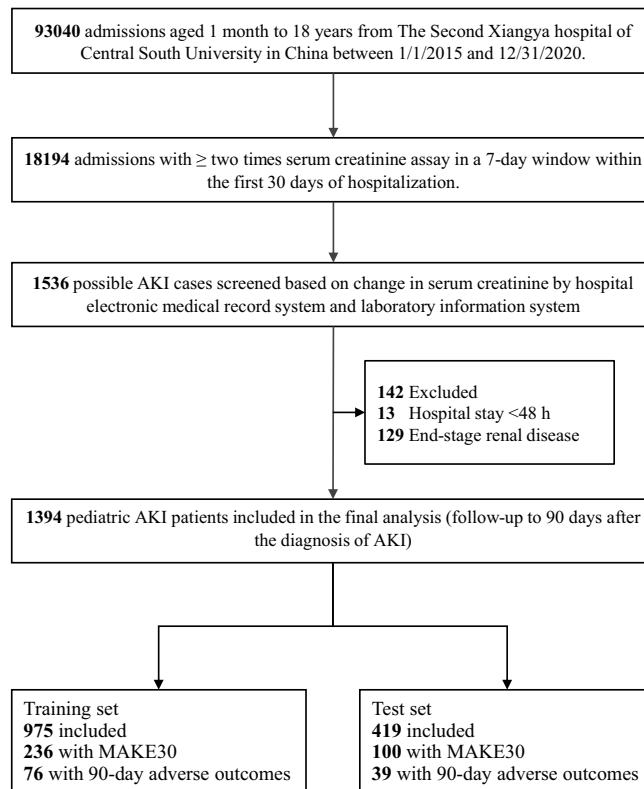 93040 admissions aged 1 month to 18 years from The Second Xiangya hospital of
Central South University in China between 1/1/2015 and 12/31/2020.
18194 admissions with ≥ two times serum creatinine assay in a 7-day window within
the first 30 days of hospitalization.
1536 possible AKI cases screened based on change in serum creatinine by hospital
electronic medical record system and laboratory information system
142 Excluded
13 Hospital stay <48 h
129 End-stage renal disease
1394 pediatric AKI patients included in the final analysis (follow-up to 90 days after
the diagnosis of AKI)
Training set
975 included
236 with MAKE30
76 with 90-day adverse outcomes
Test set
419 included
100 with MAKE30
39 with 90-day adverse outcomes